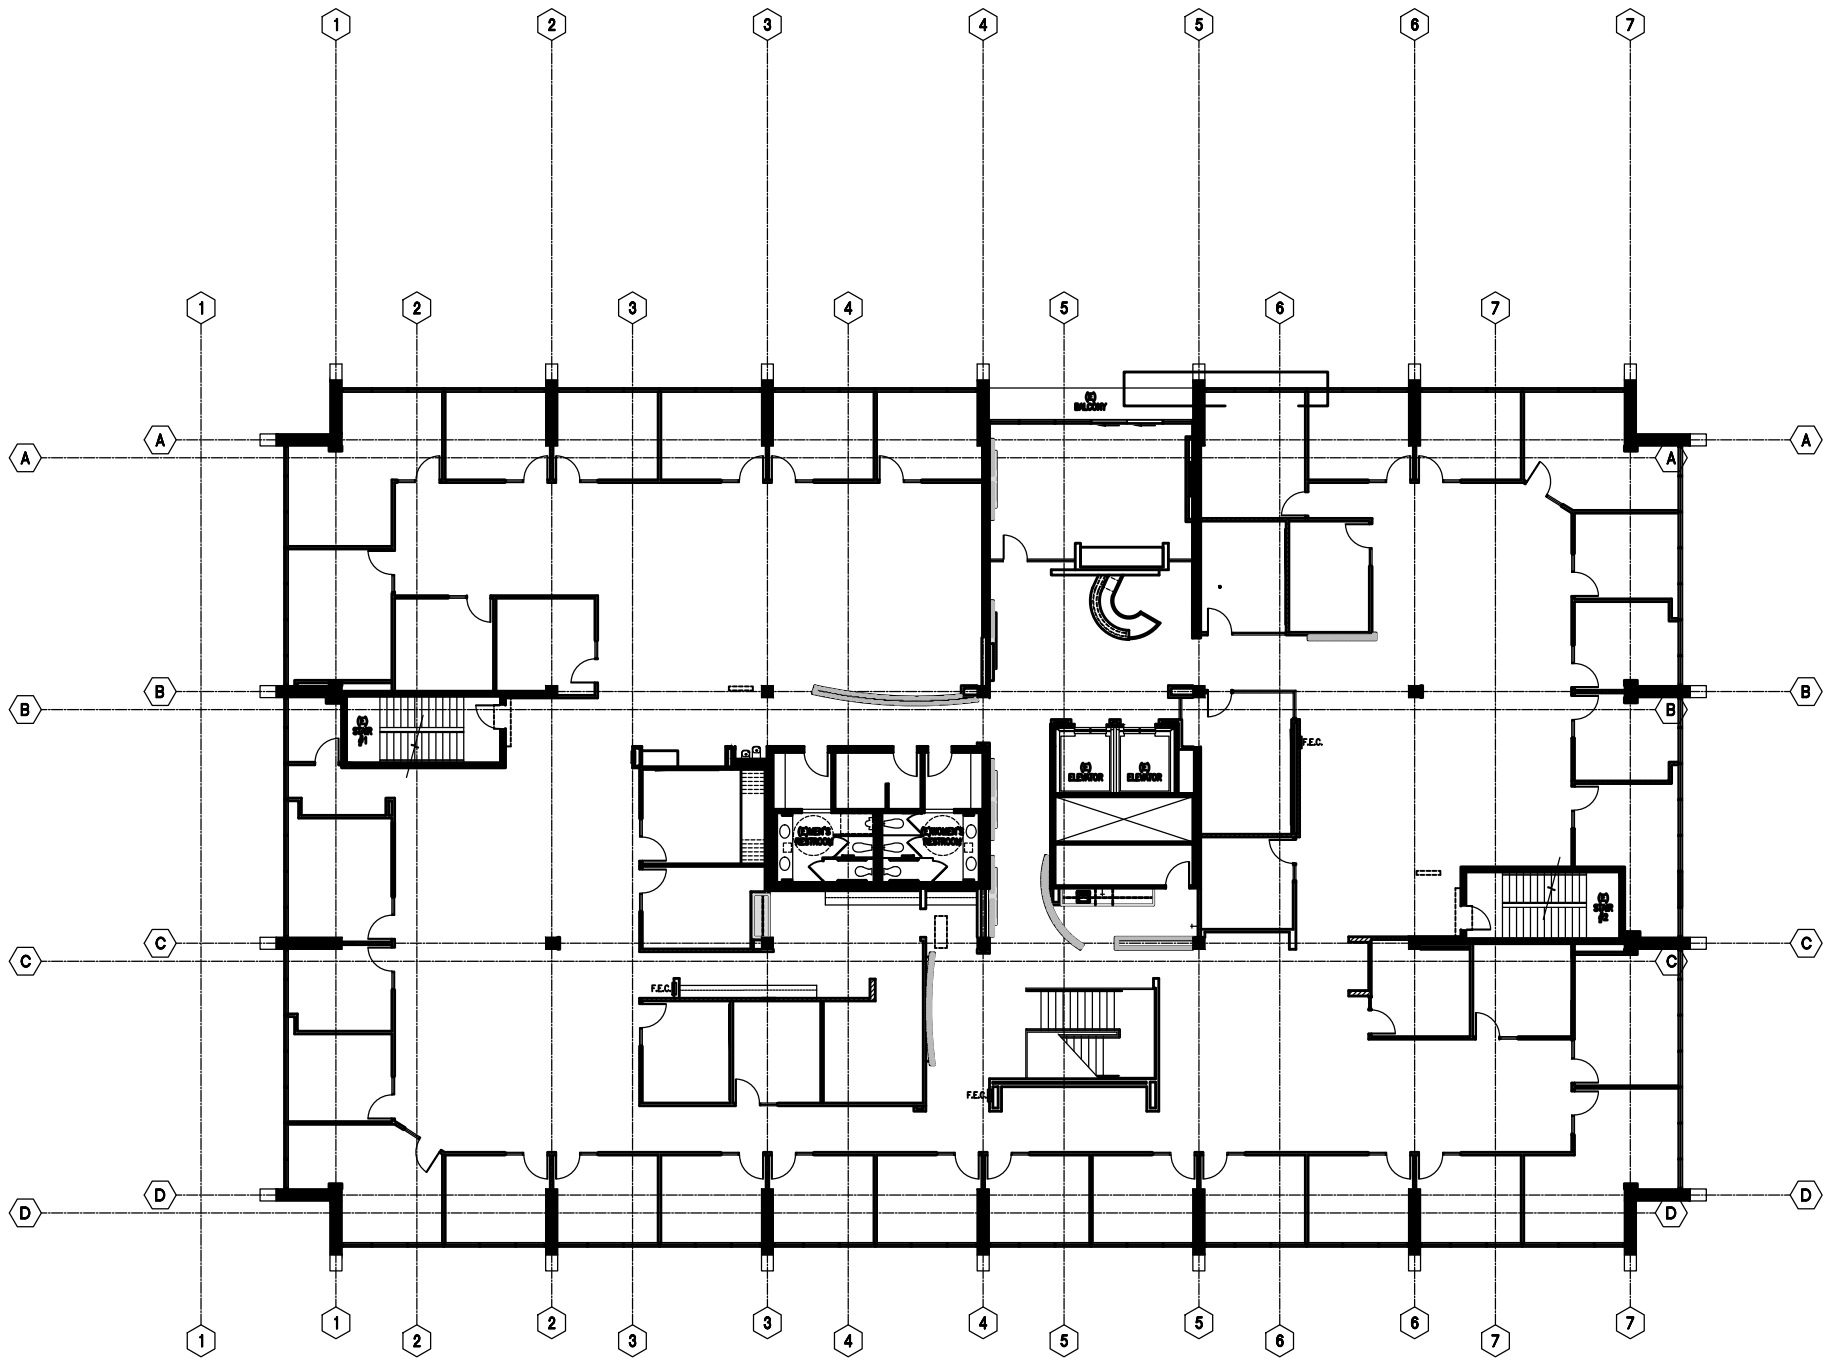 1 2 3 4 5 6 7
1 2 3 4 5 6 7
(E)
BALCONY
A A
A A
B B
B B
(E)
STAIR
#1
F.E.C.
(E)
ELEVATOR
(E)
ELEVATOR
(E)MEN'S
RESTROOM
(E)WOMEN'S
RESTROOM
(E)
STAIR
#2
C C
C C
F.E.C.
F.E.C.
D D
D D
1 2 3 4 5 6 7
1 2 3 4 5 6 7